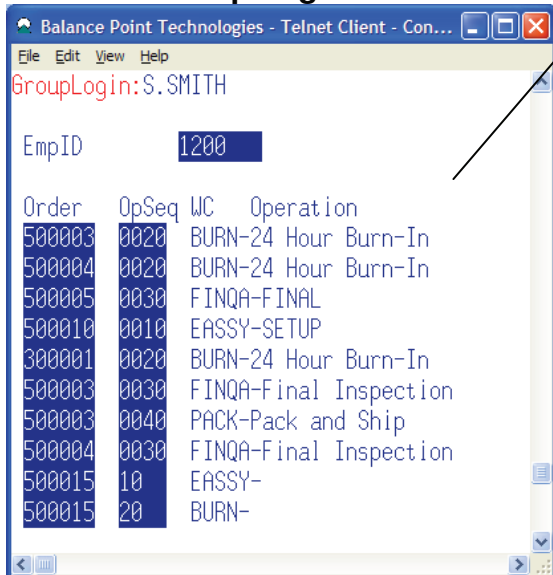 Balance Point Technologies - Telnet Client - Con...
File Edit View Help
GroupLogin:S.SMITH
EmpID 1200
Order OpSeq WC Operation
500003 0020 BURN-24 Hour Burn-In
500004 0020 BURN-24 Hour Burn-In
500005 0030 FINQA-FINAL
500010 0010 EASSY-SETUP
300001 0020 BURN-24 Hour Burn-In
500003 0030 FINQA-Final Inspection
500003 0040 PACK-Pack and Ship
500004 0030 FINQA-Final Inspection
500015 10 EASSY-
500015 20 BURN-